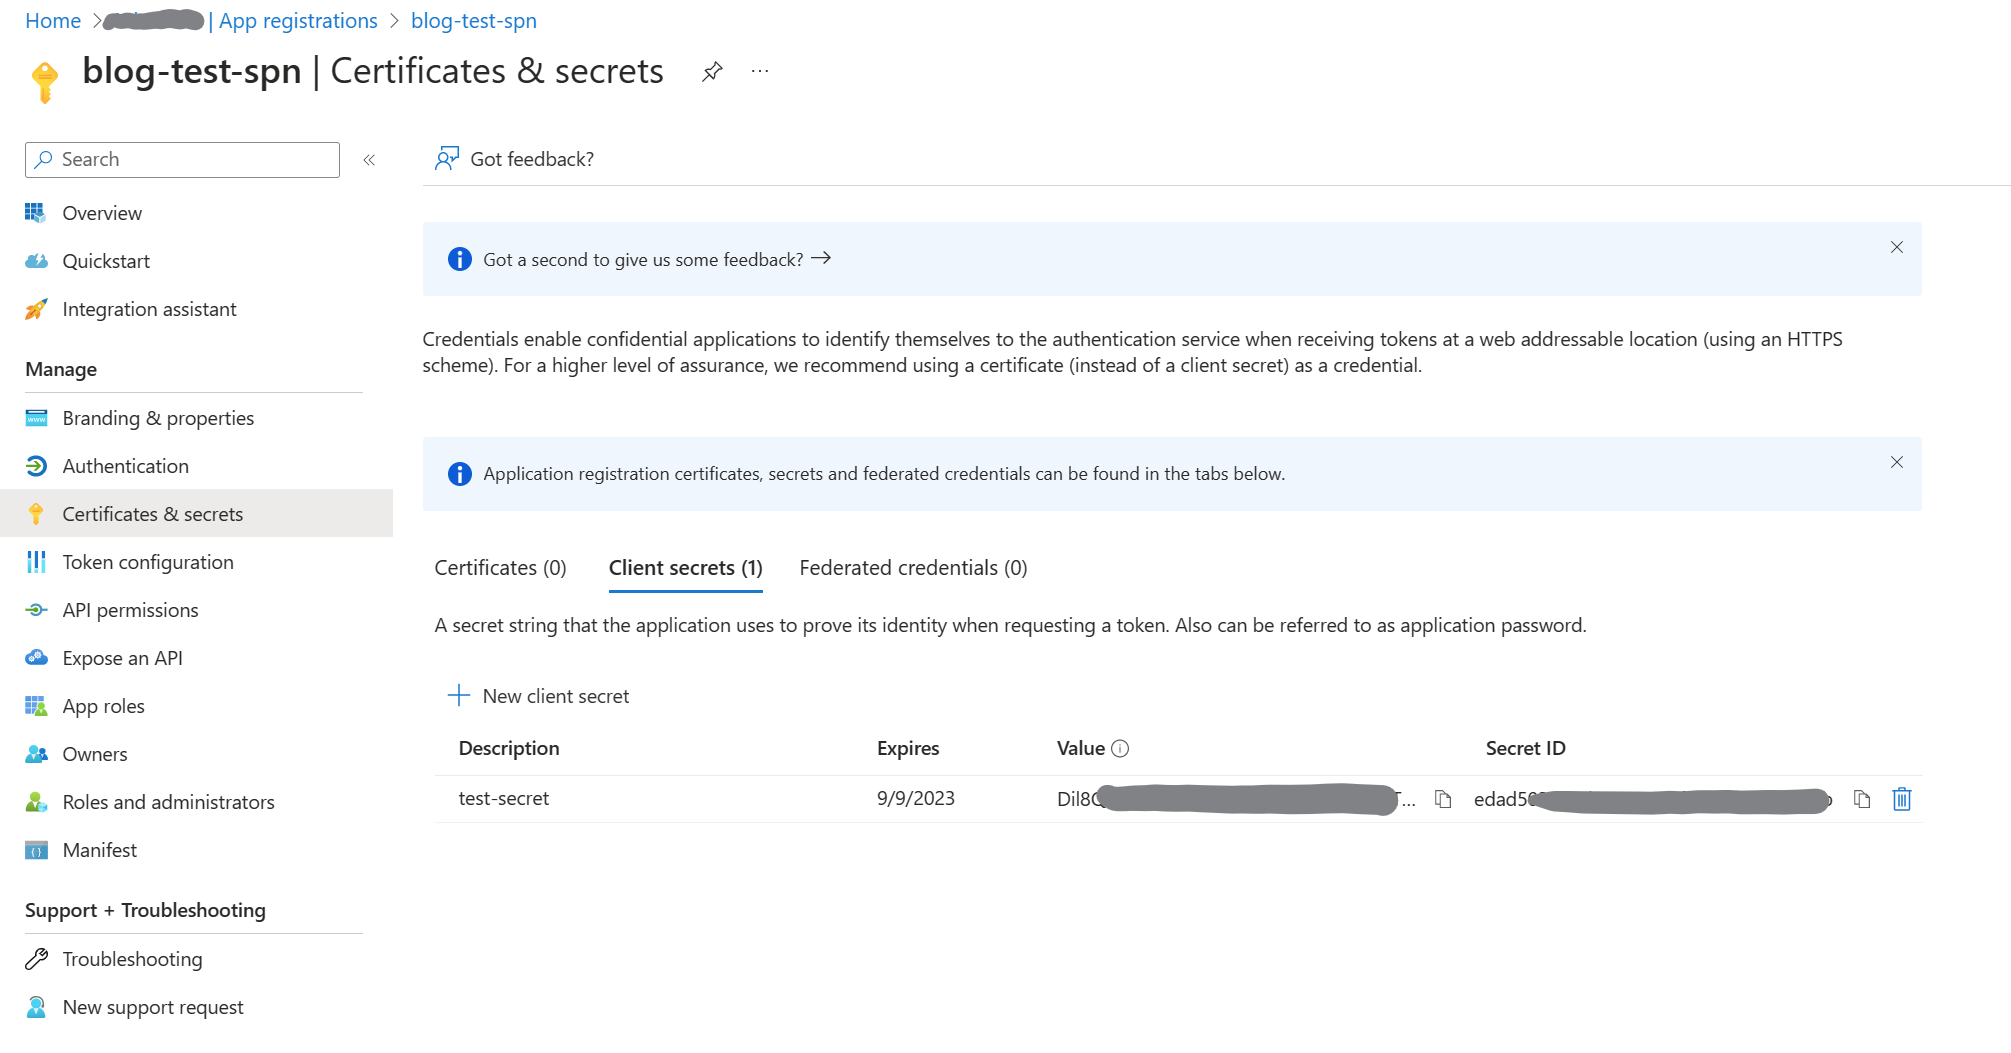 Home > | App registrations > blog-test-spn
blog-test-spn | Certificates & secrets
Search
Overview
Quickstart
Integration assistant
Manage
Branding & properties
Authentication
Certificates & secrets
Token configuration
API permissions
Expose an API
App roles
Owners
Roles and administrators
Manifest
Support + Troubleshooting
Troubleshooting
New support request
Got feedback?
Got a second to give us some feedback? →
Credentials enable confidential applications to identify themselves to the authentication service when receiving tokens at a web addressable location (using an HTTPS
scheme). For a higher level of assurance, we recommend using a certificate (instead of a client secret) as a credential.
Application registration certificates, secrets and federated credentials can be found in the tabs below.
Certificates (0) Client secrets (1) Federated credentials (0)
A secret string that the application uses to prove its identity when requesting a token. Also can be referred to as application password.
New client secret
Description Expires Value Secret ID
test-secret 9/9/2023